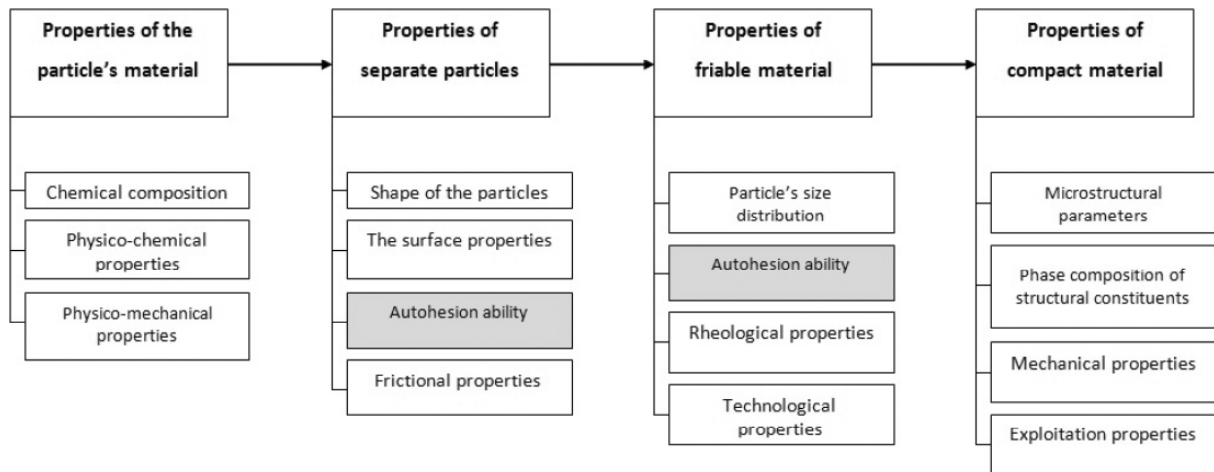 Properties of the
particle's material
Properties of
separate particles
Properties of
friable material
Properties of
compact material
Chemical composition
Physico-chemical
properties
Physico-mechanical
properties
Shape of the particles
The surface properties
Autohesion ability
Frictional properties
Particle's size
distribution
Autohesion ability
Rheological properties
Technological
properties
Microstructural
parameters
Phase composition of
structural constituents
Mechanical properties
Exploitation properties